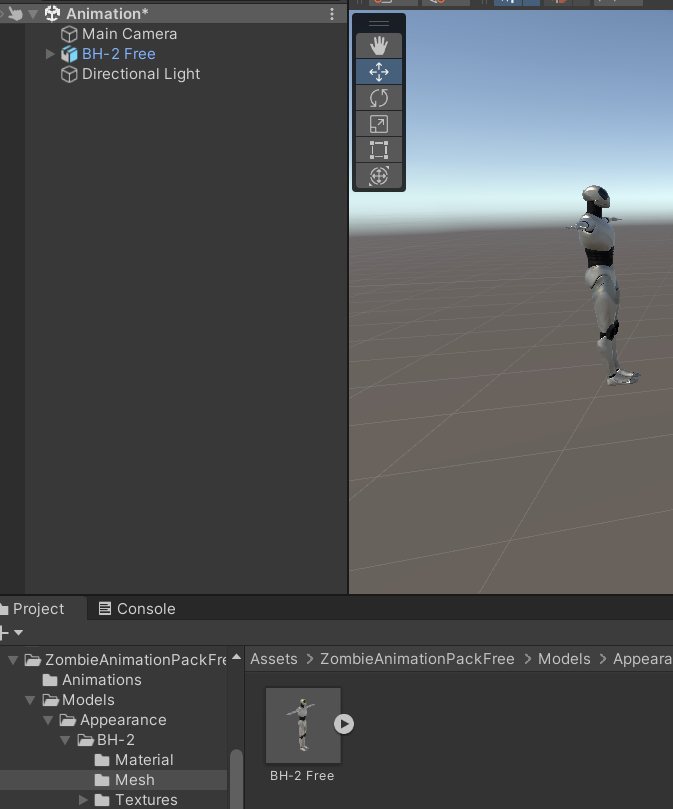 Animation*
Main Camera
BH-2 Free
Directional Light
Project
Console
ZombieAnimationPackFre
Animations
Models
Appearance
BH-2
Material
Mesh
Textures
Assets > ZombieAnimationPackFree > Models > Appeara
BH-2 Free